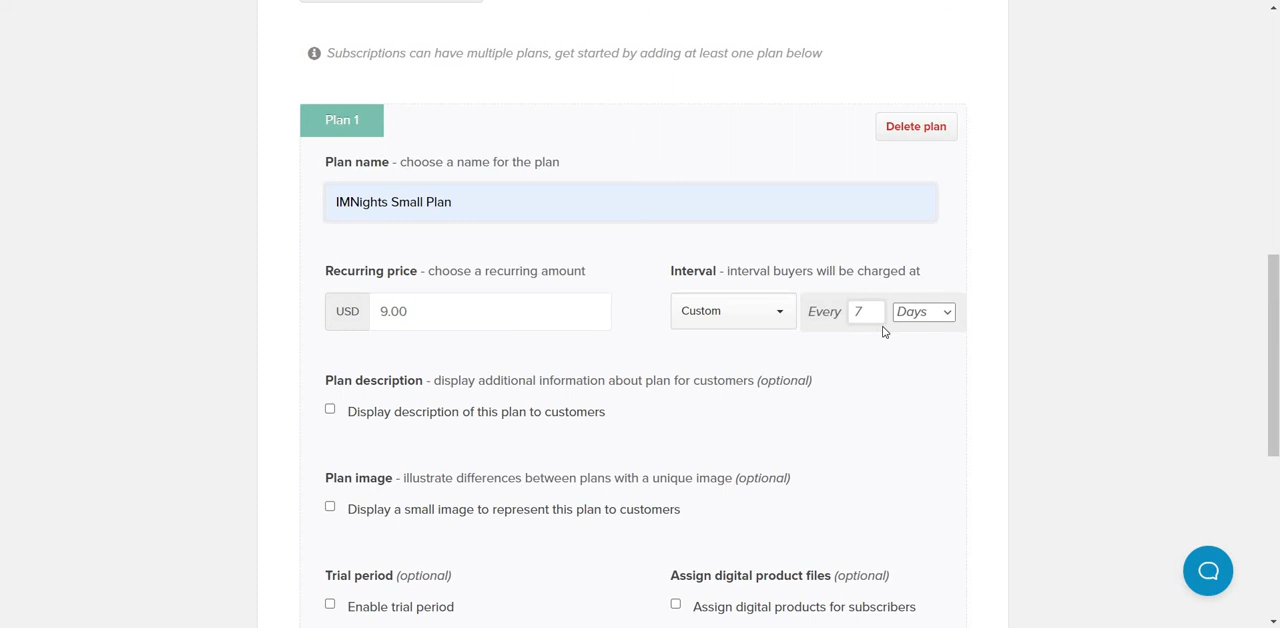 Subscriptions can have multiple plans, get started by adding at least one plan below
Plan 1
Delete plan
Plan name - choose a name for the plan
IMNights Small Plan
Recurring price - choose a recurring amount
Interval - interval buyers will be charged at
USD 9.00
Custom Every 7 Days
Plan description - display additional information about plan for customers (optional)
Display description of this plan to customers
Plan image - illustrate differences between plans with a unique image (optional)
Display a small image to represent this plan to customers
Trial period (optional)
Assign digital product files (optional)
Enable trial period
Assign digital products for subscribers